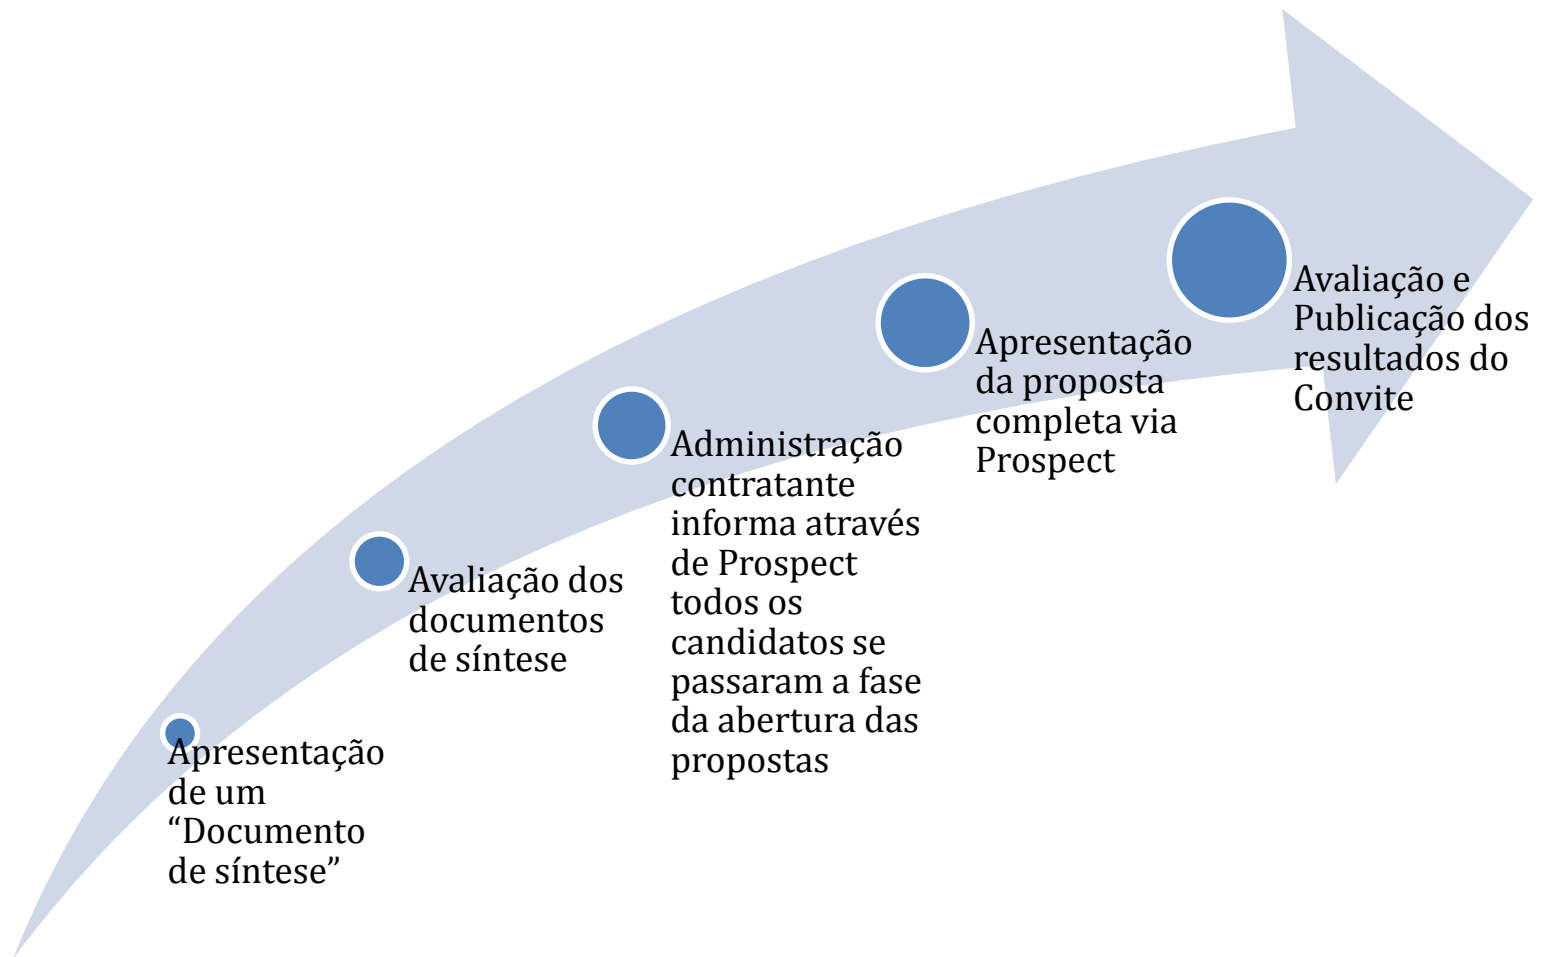 Apresentação
de um
“Documento
de síntese”
Avaliação dos
documentos
de síntese
Administração
contratante
informa através
de Prospect
todos os
candidatos se
passaram a fase
da abertura das
propostas
Apresentação
da proposta
completa via
Prospect
Avaliação e
Publicação dos
resultados do
Convite